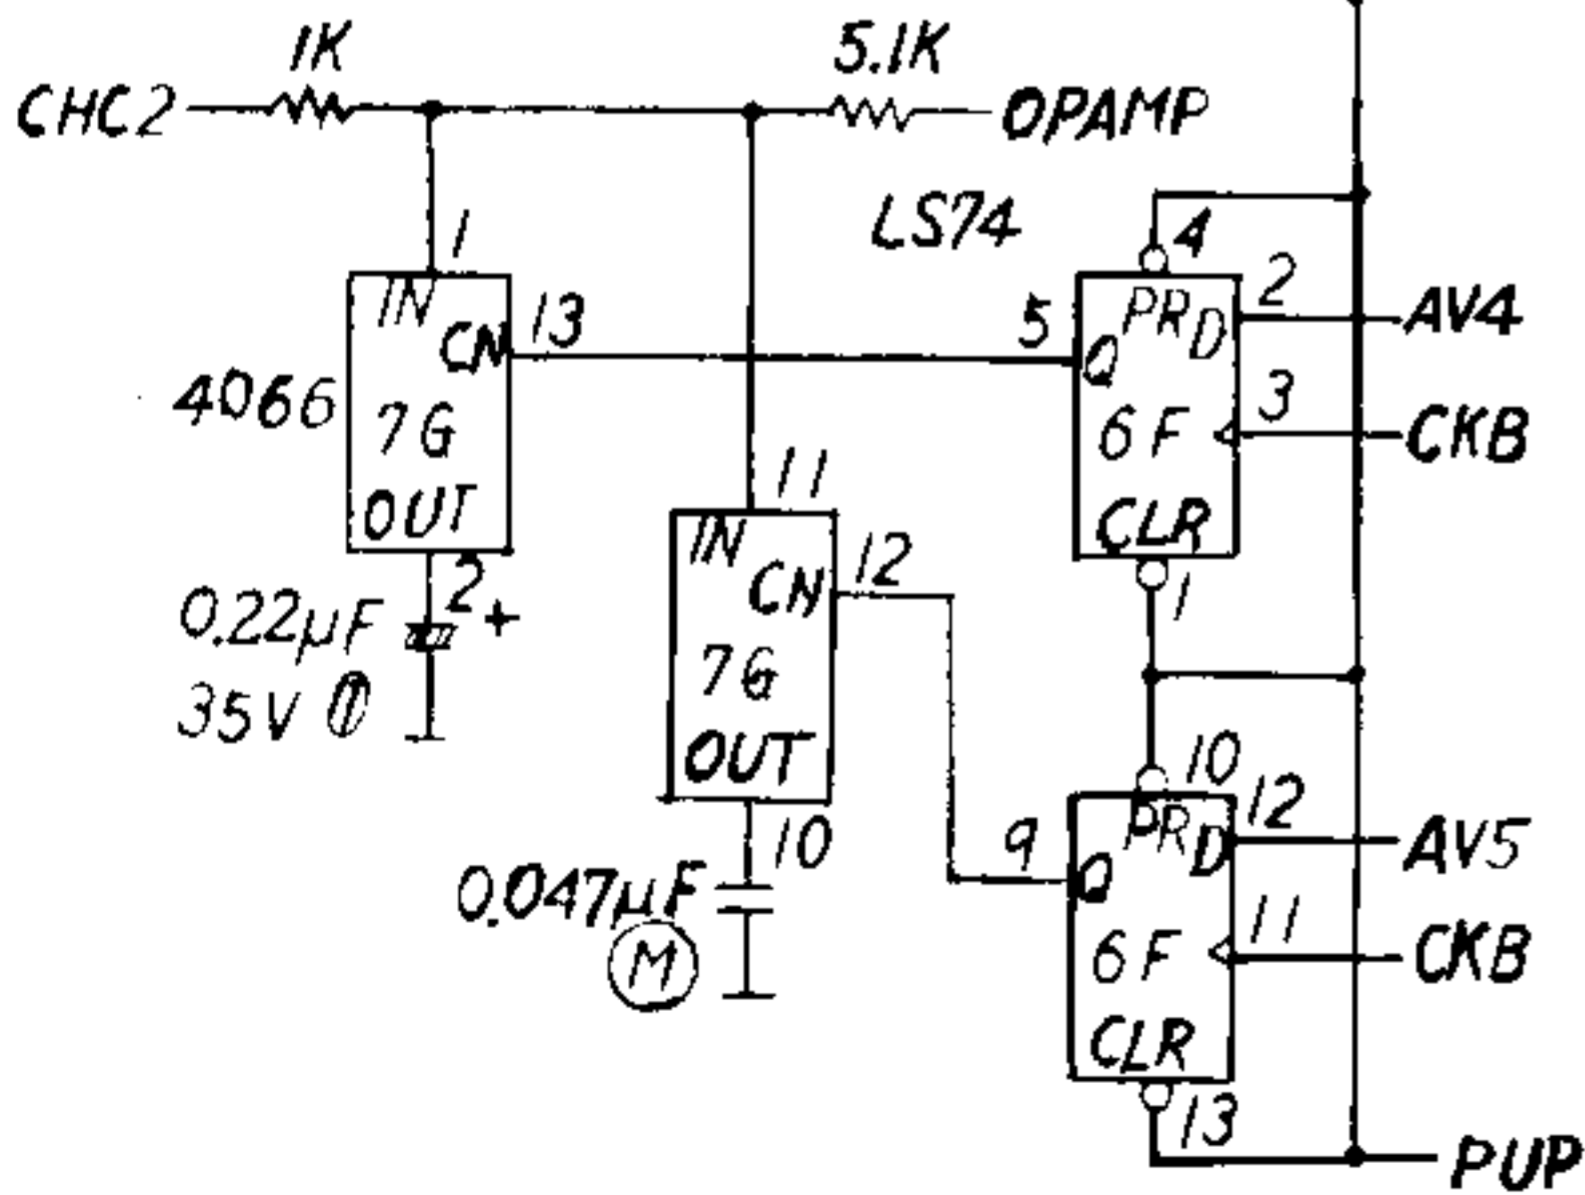 1K
5.1K
CHC2
OPAMP
LS74
1
4
IN
CN
13
5
PR
D
2
AV4
Q
4066
7G
6F
3
CKB
OUT
CLR
11
2
+
IN
CN
12
1
0.22µF
35V
7G
OUT
10
10
PR
D
12
AV5
9
Q
0.047µF
M
6F
11
CKB
CLR
13
PUP